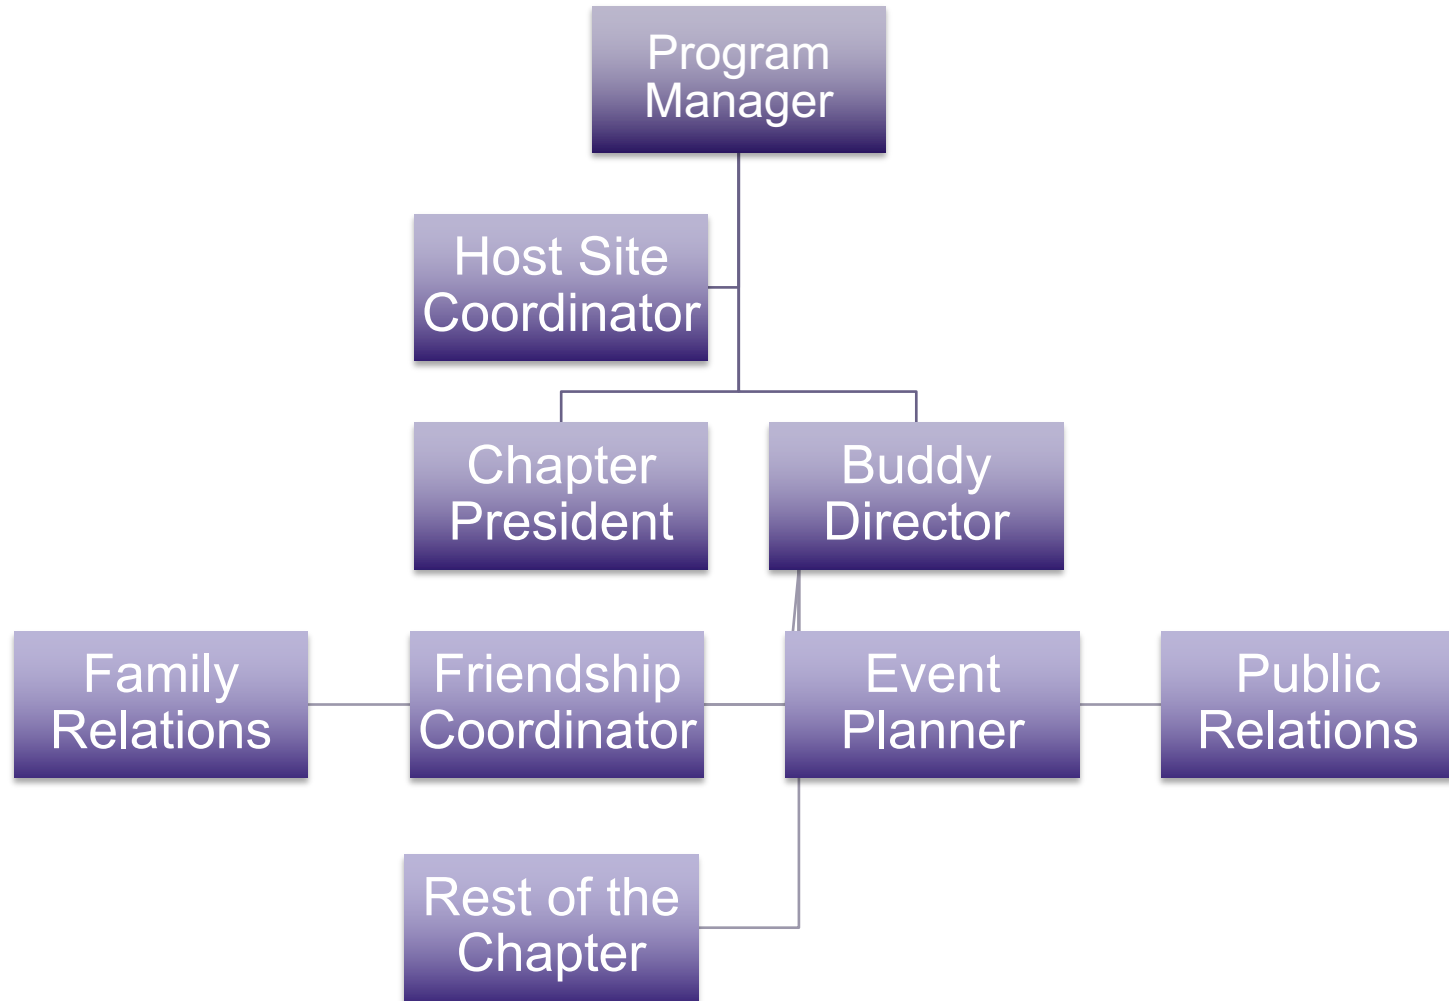 Program
Manager
Host Site
Coordinator
Chapter
President
Buddy
Director
Family
Relations
Friendship
Coordinator
Event
Planner
Public
Relations
Rest of the
Chapter